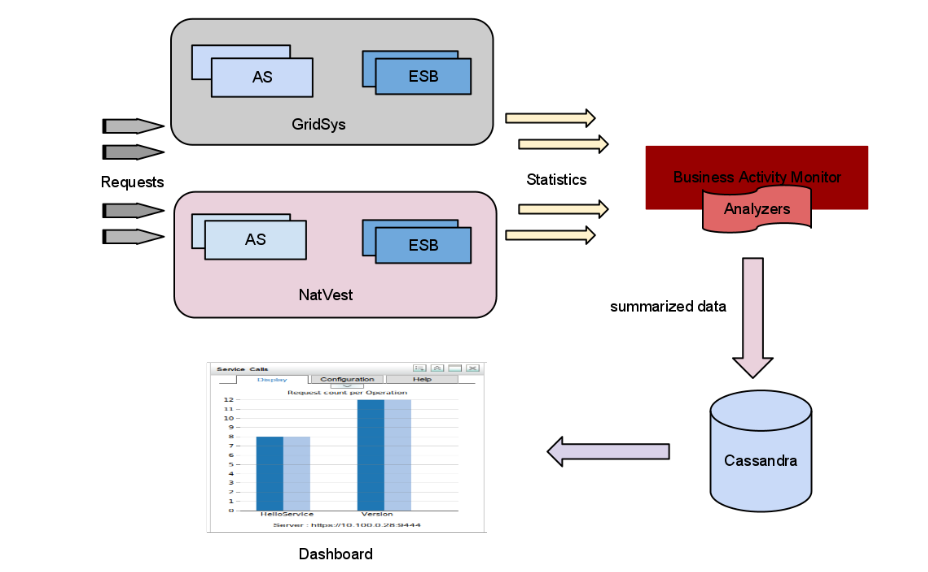 AS
ESB
GridSys
Requests
Statistics
Business Activity Monitor
Analyzers
AS
ESB
NatVest
summarized data
Service Calls
Display
Configuration
Help
Request count per Operation
12
11
10
9
8
7
6
5
4
3
2
1
0
HelloService
Version
Server : https://10.100.0.28:9444
Cassandra
Dashboard